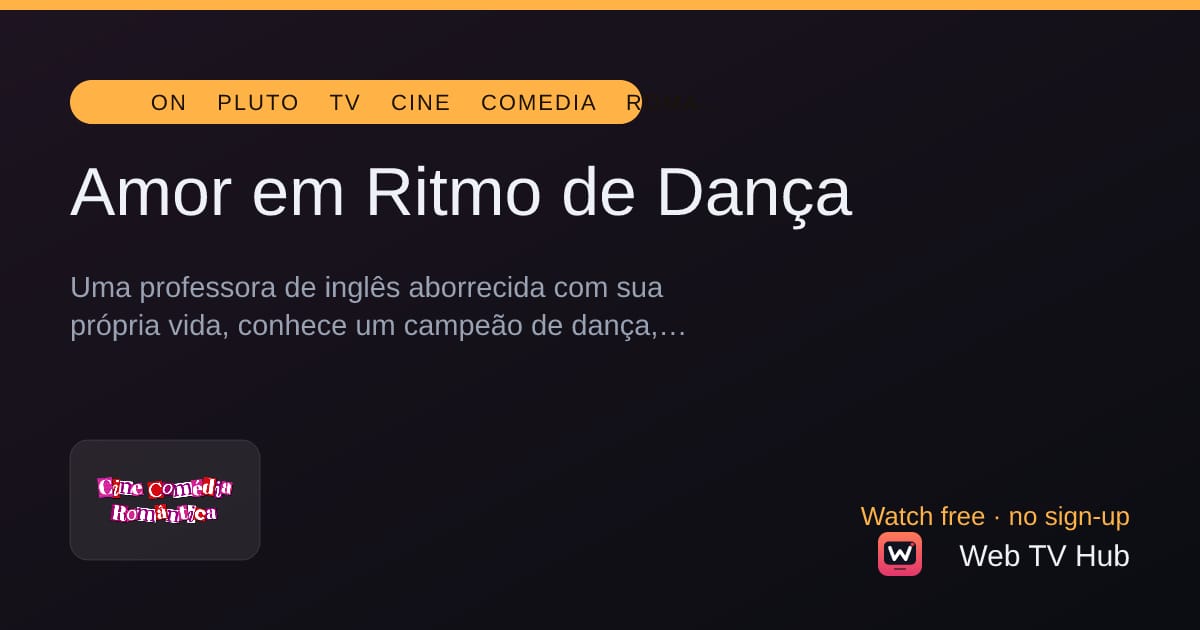 ON PLUTO TV CINE COMEDIA
Amor em Ritmo de Dança
Uma professora de inglês aborrecida com sua
própria vida, conhece um campeão de dança,…
Cine Comédia
Romântica
Watch free · no sign-up
W
Web TV Hub